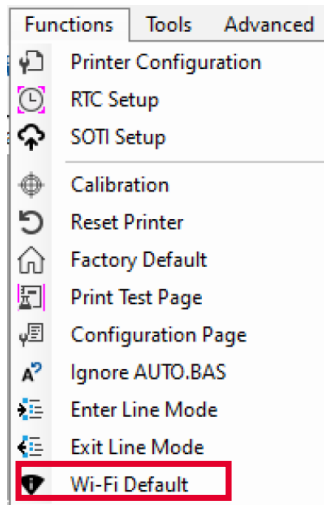 Functions Tools Advanced
Printer Configuration
RTC Setup
SOTI Setup
Calibration
Reset Printer
Factory Default
Print Test Page
Configuration Page
Ignore AUTO.BAS
Enter Line Mode
Exit Line Mode
Wi-Fi Default